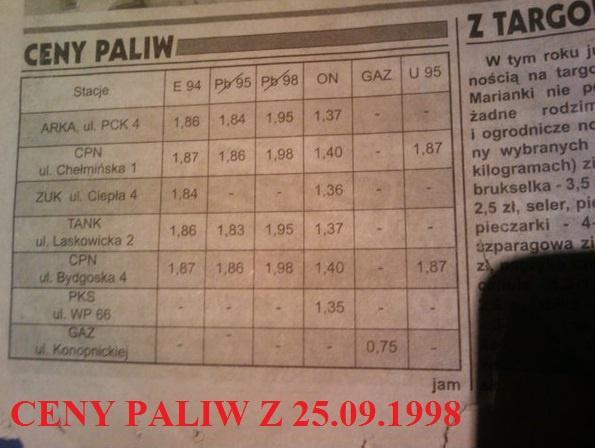 CENY PALIW
Stacje E 94 Pb 95 Pb 98 ON GAZ U 95
ARKA, ul. PCK 4 1,86 1,84 1,95 1,37 - -
CPN
ul. Chełmińska 1 1,87 1,86 1,98 1,40 - 1,87
ZUK ul. Ciepła 4 1,84 - - 1,36 - -
TANK
ul. Laskowicka 2 1,86 1,83 1,95 1,37 - -
CPN
ul. Bydgoska 4 1,87 1,86 1,98 1,40 - 1,87
PKS
ul. WP 66 - - - 1,35 - -
GAZ
ul. Konopnickiej - - - - 0,75 -
jam
Z TARGO
W tym roku ju
nością na targo
Marianki nie po
żadne rodzim
i ogrodnicze no
ny wybranych
kilogramach) zi
brukselka - 3,5
2,5 zł, seler, pie
pieczarki - 4-
szparagowa zi
zł,
CENY PALIW Z 25.09.1998